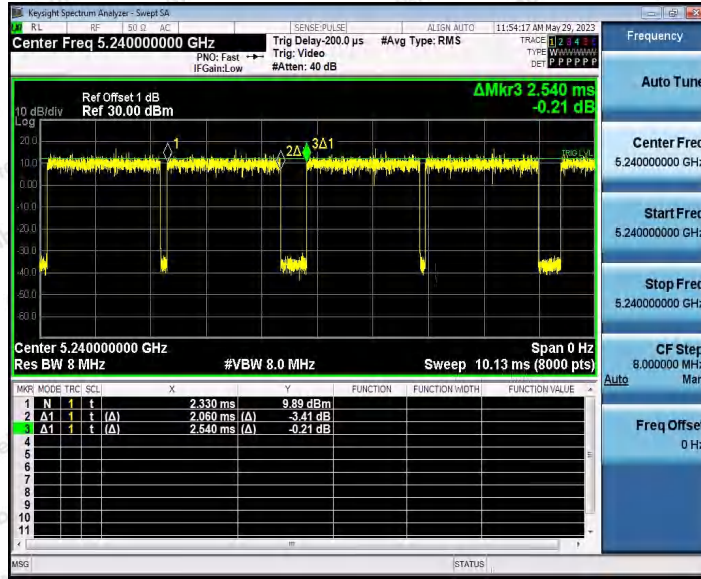 Keysight Spectrum Analyzer - Swept SA
RL RF 50 Ω AC SENSE:PULSE ALIGN AUTO 11:54:17 AM May 29, 2023
Center Freq 5.240000000 GHz
PNO: Fast
IFGain:Low
Trig Delay-200.0 µs
Trig: Video
#Atten: 40 dB
#Avg Type: RMS
TRACE 1 2 3 4 5 6
TYPE WWWWWW
DET P P P P P P
Ref Offset 1 dB
10 dB/div Ref 30.00 dBm
ΔMkr3 2.540 ms
-0.21 dB
Log
20.0
10.0
0.00
-10.0
-20.0
-30.0
-40.0
-50.0
-60.0
1
2Δ1
3Δ1
TRIG LVL
Center 5.240000000 GHz Span 0 Hz
Res BW 8 MHz #VBW 8.0 MHz Sweep 10.13 ms (8000 pts)
MKR MODE TRC SCL X Y FUNCTION FUNCTION WIDTH FUNCTION VALUE
1 N 1 t 2.330 ms 9.89 dBm
2 Δ1 1 t (Δ) 2.060 ms (Δ) -3.41 dB
3 Δ1 1 t (Δ) 2.540 ms (Δ) -0.21 dB
4
5
6
7
8
9
10
11
MSG STATUS
Frequency
Auto Tune
Center Freq
5.240000000 GHz
Start Freq
5.240000000 GHz
Stop Freq
5.240000000 GHz
CF Step
8.000000 MHz
Auto Man
Freq Offset
0 Hz